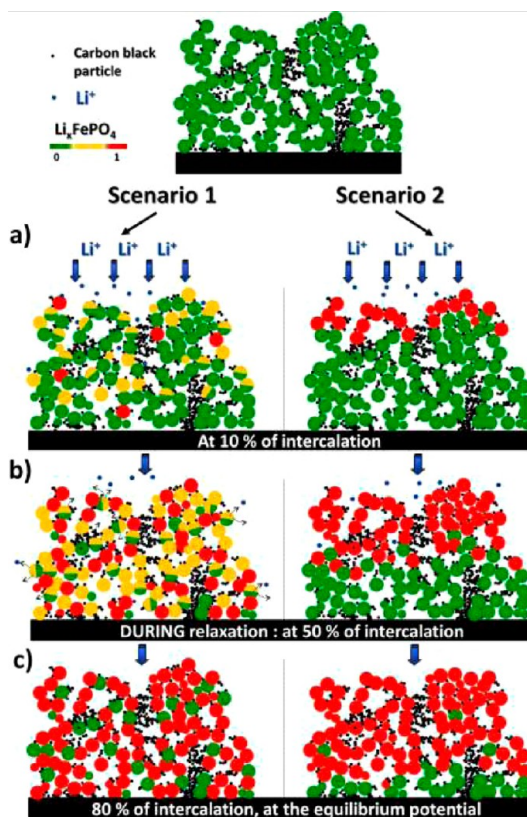 Carbon black
particle
Li⁺
LiₓFePO₄
0 1
Scenario 1
Scenario 2
a)
Li⁺ Li⁺ Li⁺
Li⁺ Li⁺ Li⁺
At 10 % of intercalation
b)
DURING relaxation : at 50 % of intercalation
c)
80 % of intercalation, at the equilibrium potential